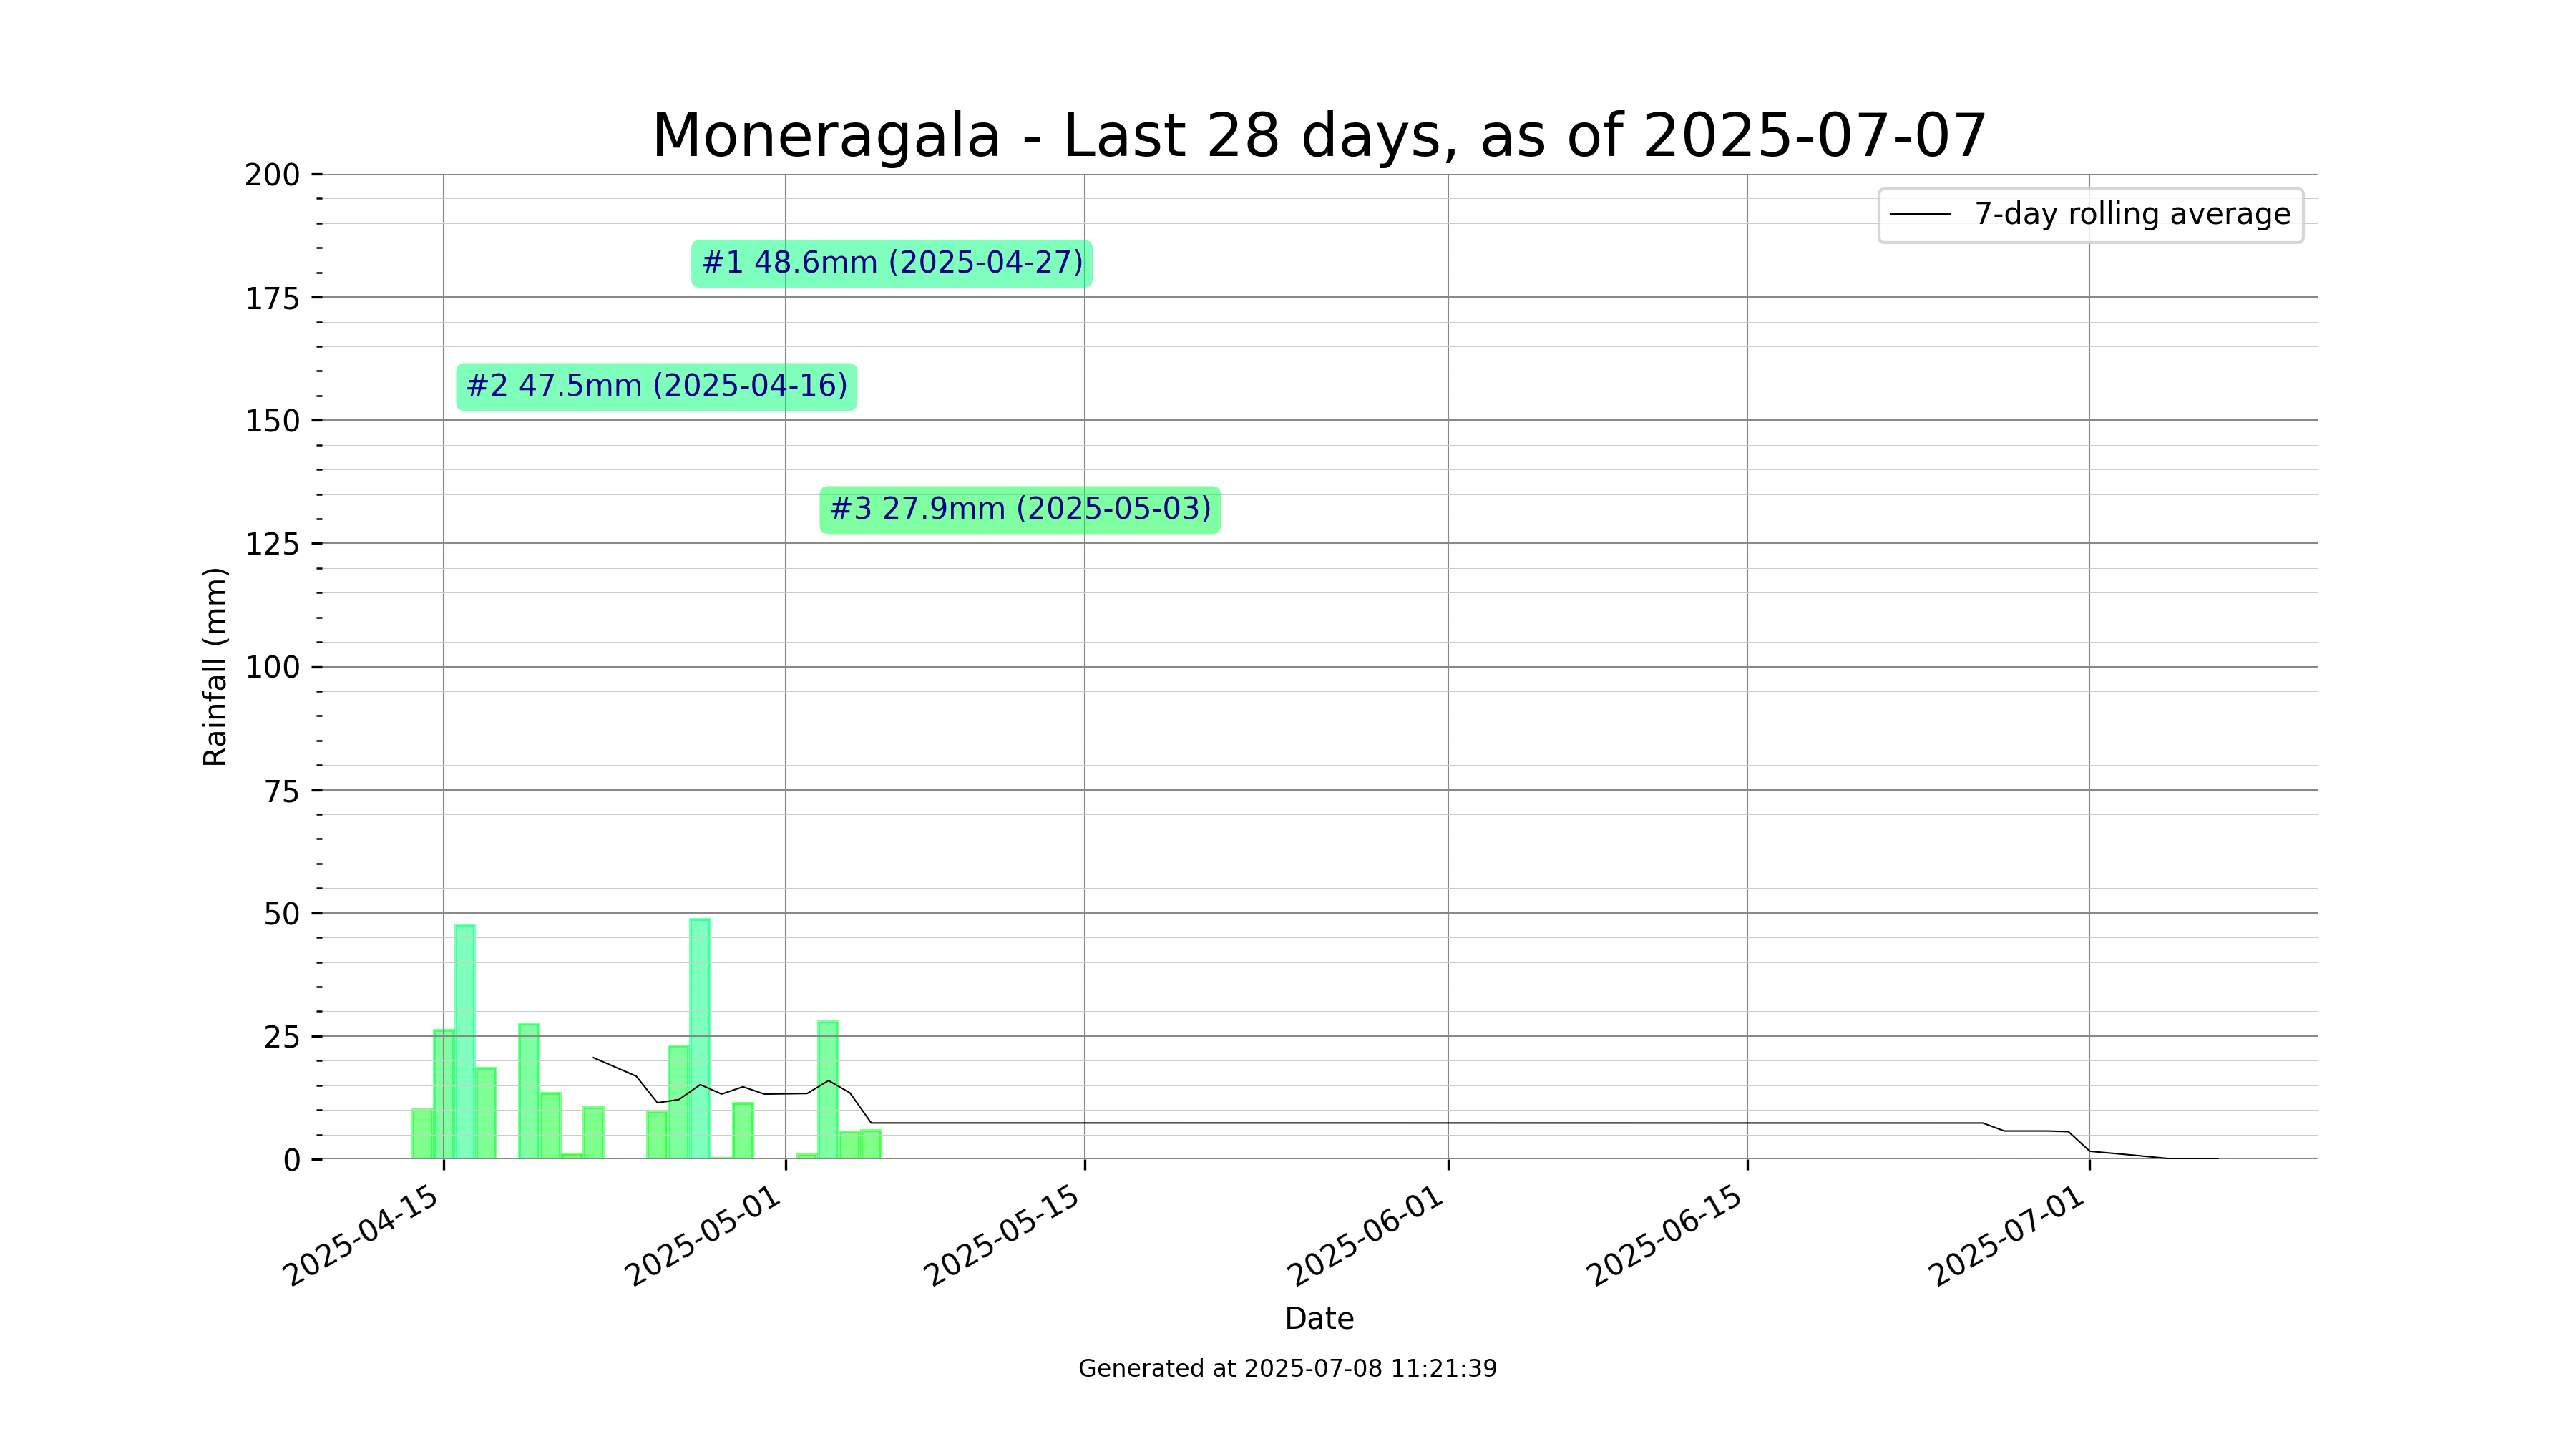 Moneragala - Last 28 days, as of 2025-07-07
200
175
150
125
100
75
50
25
0
Rainfall (mm)
7-day rolling average
#1 48.6mm (2025-04-27)
#2 47.5mm (2025-04-16)
#3 27.9mm (2025-05-03)
2025-04-15
2025-05-01
2025-05-15
2025-06-01
2025-06-15
2025-07-01
Date
Generated at 2025-07-08 11:21:39